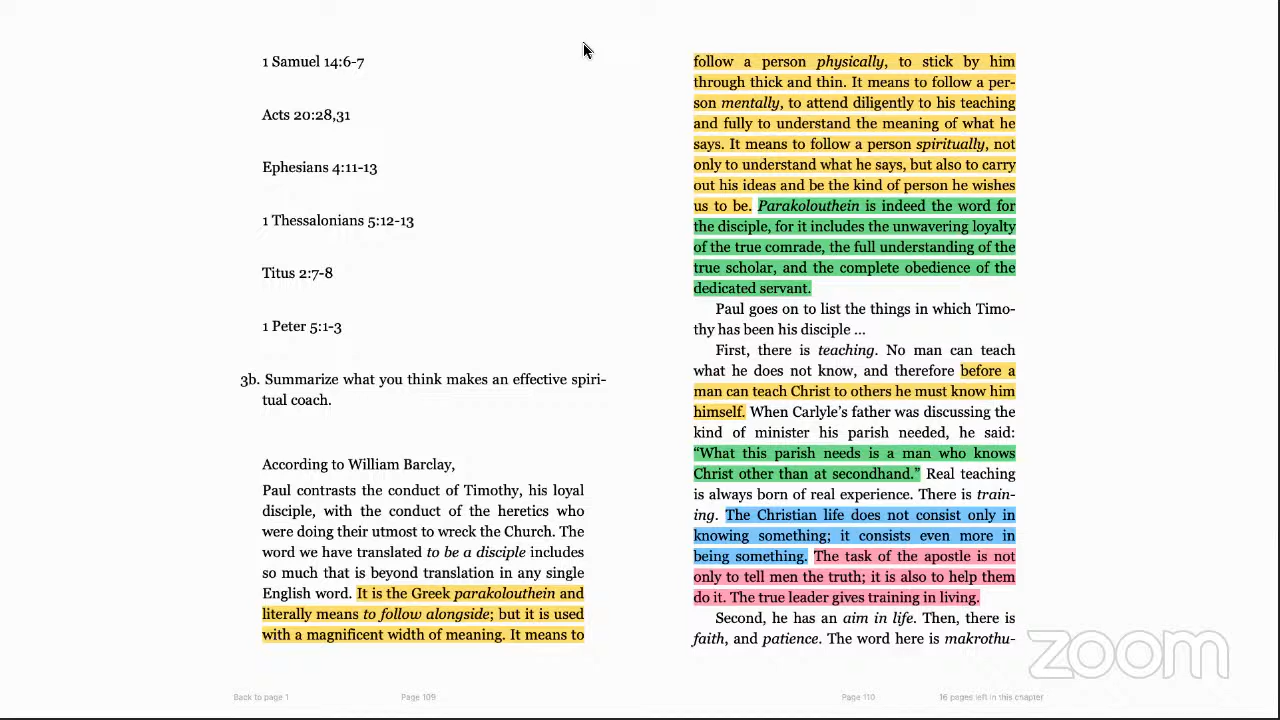 1 Samuel 14:6-7
Acts 20:28,31
Ephesians 4:11-13
1 Thessalonians 5:12-13
Titus 2:7-8
1 Peter 5:1-3
3b. Summarize what you think makes an effective spiri-
tual coach.
According to William Barclay,
Paul contrasts the conduct of Timothy, his loyal
disciple, with the conduct of the heretics who
were doing their utmost to wreck the Church. The
word we have translated to be a disciple includes
so much that is beyond translation in any single
English word. It is the Greek parakolouthein and
literally means to follow alongside; but it is used
with a magnificent width of meaning. It means to
Back to page 1
Page 109
follow a person physically, to stick by him
through thick and thin. It means to follow a per-
son mentally, to attend diligently to his teaching
and fully to understand the meaning of what he
says. It means to follow a person spiritually, not
only to understand what he says, but also to carry
out his ideas and be the kind of person he wishes
us to be. Parakolouthein is indeed the word for
the disciple, for it includes the unwavering loyalty
of the true comrade, the full understanding of the
true scholar, and the complete obedience of the
dedicated servant.
Paul goes on to list the things in which Timo-
thy has been his disciple ...
First, there is teaching. No man can teach
what he does not know, and therefore before a
man can teach Christ to others he must know him
himself. When Carlyle’s father was discussing the
kind of minister his parish needed, he said:
“What this parish needs is a man who knows
Christ other than at secondhand.” Real teaching
is always born of real experience. There is train-
ing. The Christian life does not consist only in
knowing something; it consists even more in
being something. The task of the apostle is not
only to tell men the truth; it is also to help them
do it. The true leader gives training in living.
Second, he has an aim in life. Then, there is
faith, and patience. The word here is makrothu-
Page 110
16 pages left in this chapter
zoom